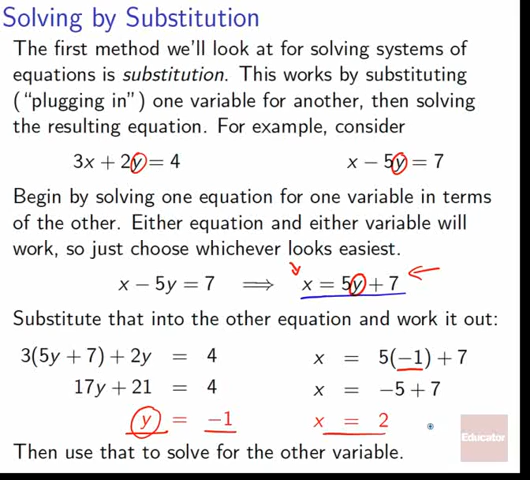 Solving by Substitution
The first method we'll look at for solving systems of
equations is substitution. This works by substituting
("plugging in") one variable for another, then solving
the resulting equation. For example, consider
3x + 2y = 4 x − 5y = 7
Begin by solving one equation for one variable in terms
of the other. Either equation and either variable will
work, so just choose whichever looks easiest.
x − 5y = 7 ⟹ x = 5y + 7
Substitute that into the other equation and work it out:
3(5y + 7) + 2y = 4 x = 5(−1) + 7
17y + 21 = 4 x = −5 + 7
y = −1 x = 2
Educator
Then use that to solve for the other variable.